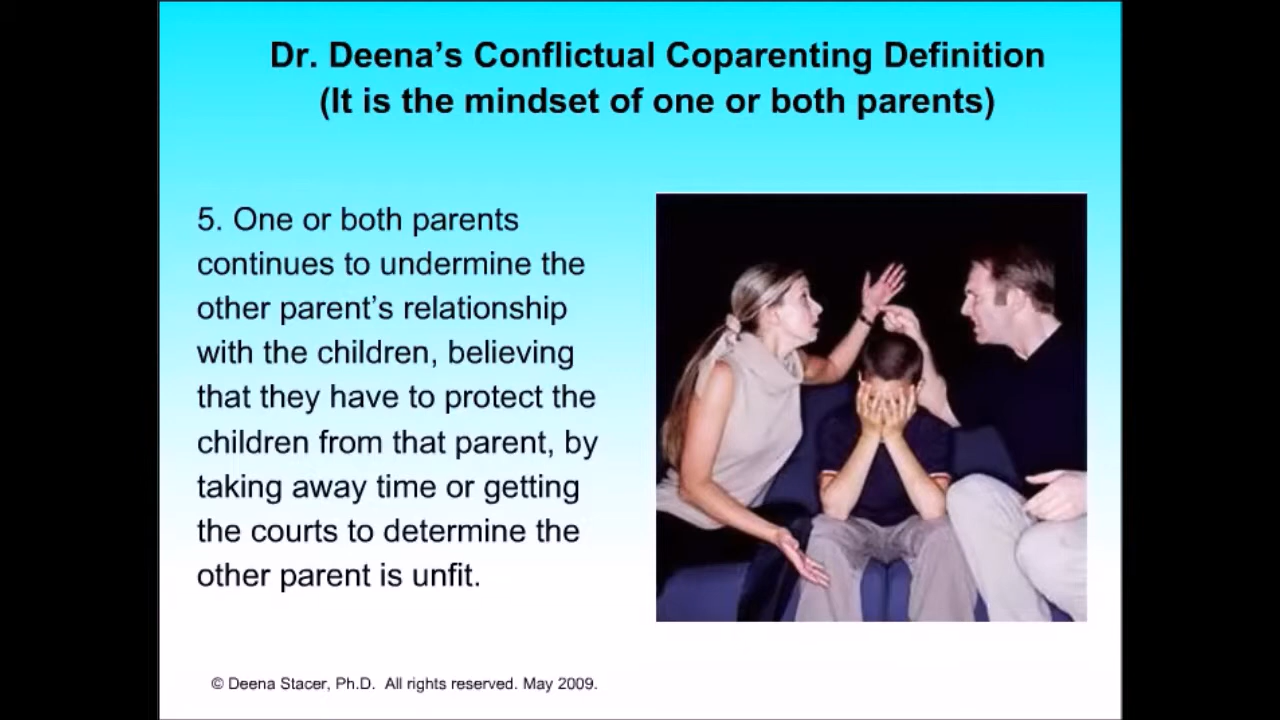 Dr. Deena’s Conflictual Coparenting Definition
(It is the mindset of one or both parents)
5. One or both parents
continues to undermine the
other parent’s relationship
with the children, believing
that they have to protect the
children from that parent, by
taking away time or getting
the courts to determine the
other parent is unfit.
© Deena Stacer, Ph.D.  All rights reserved. May 2009.